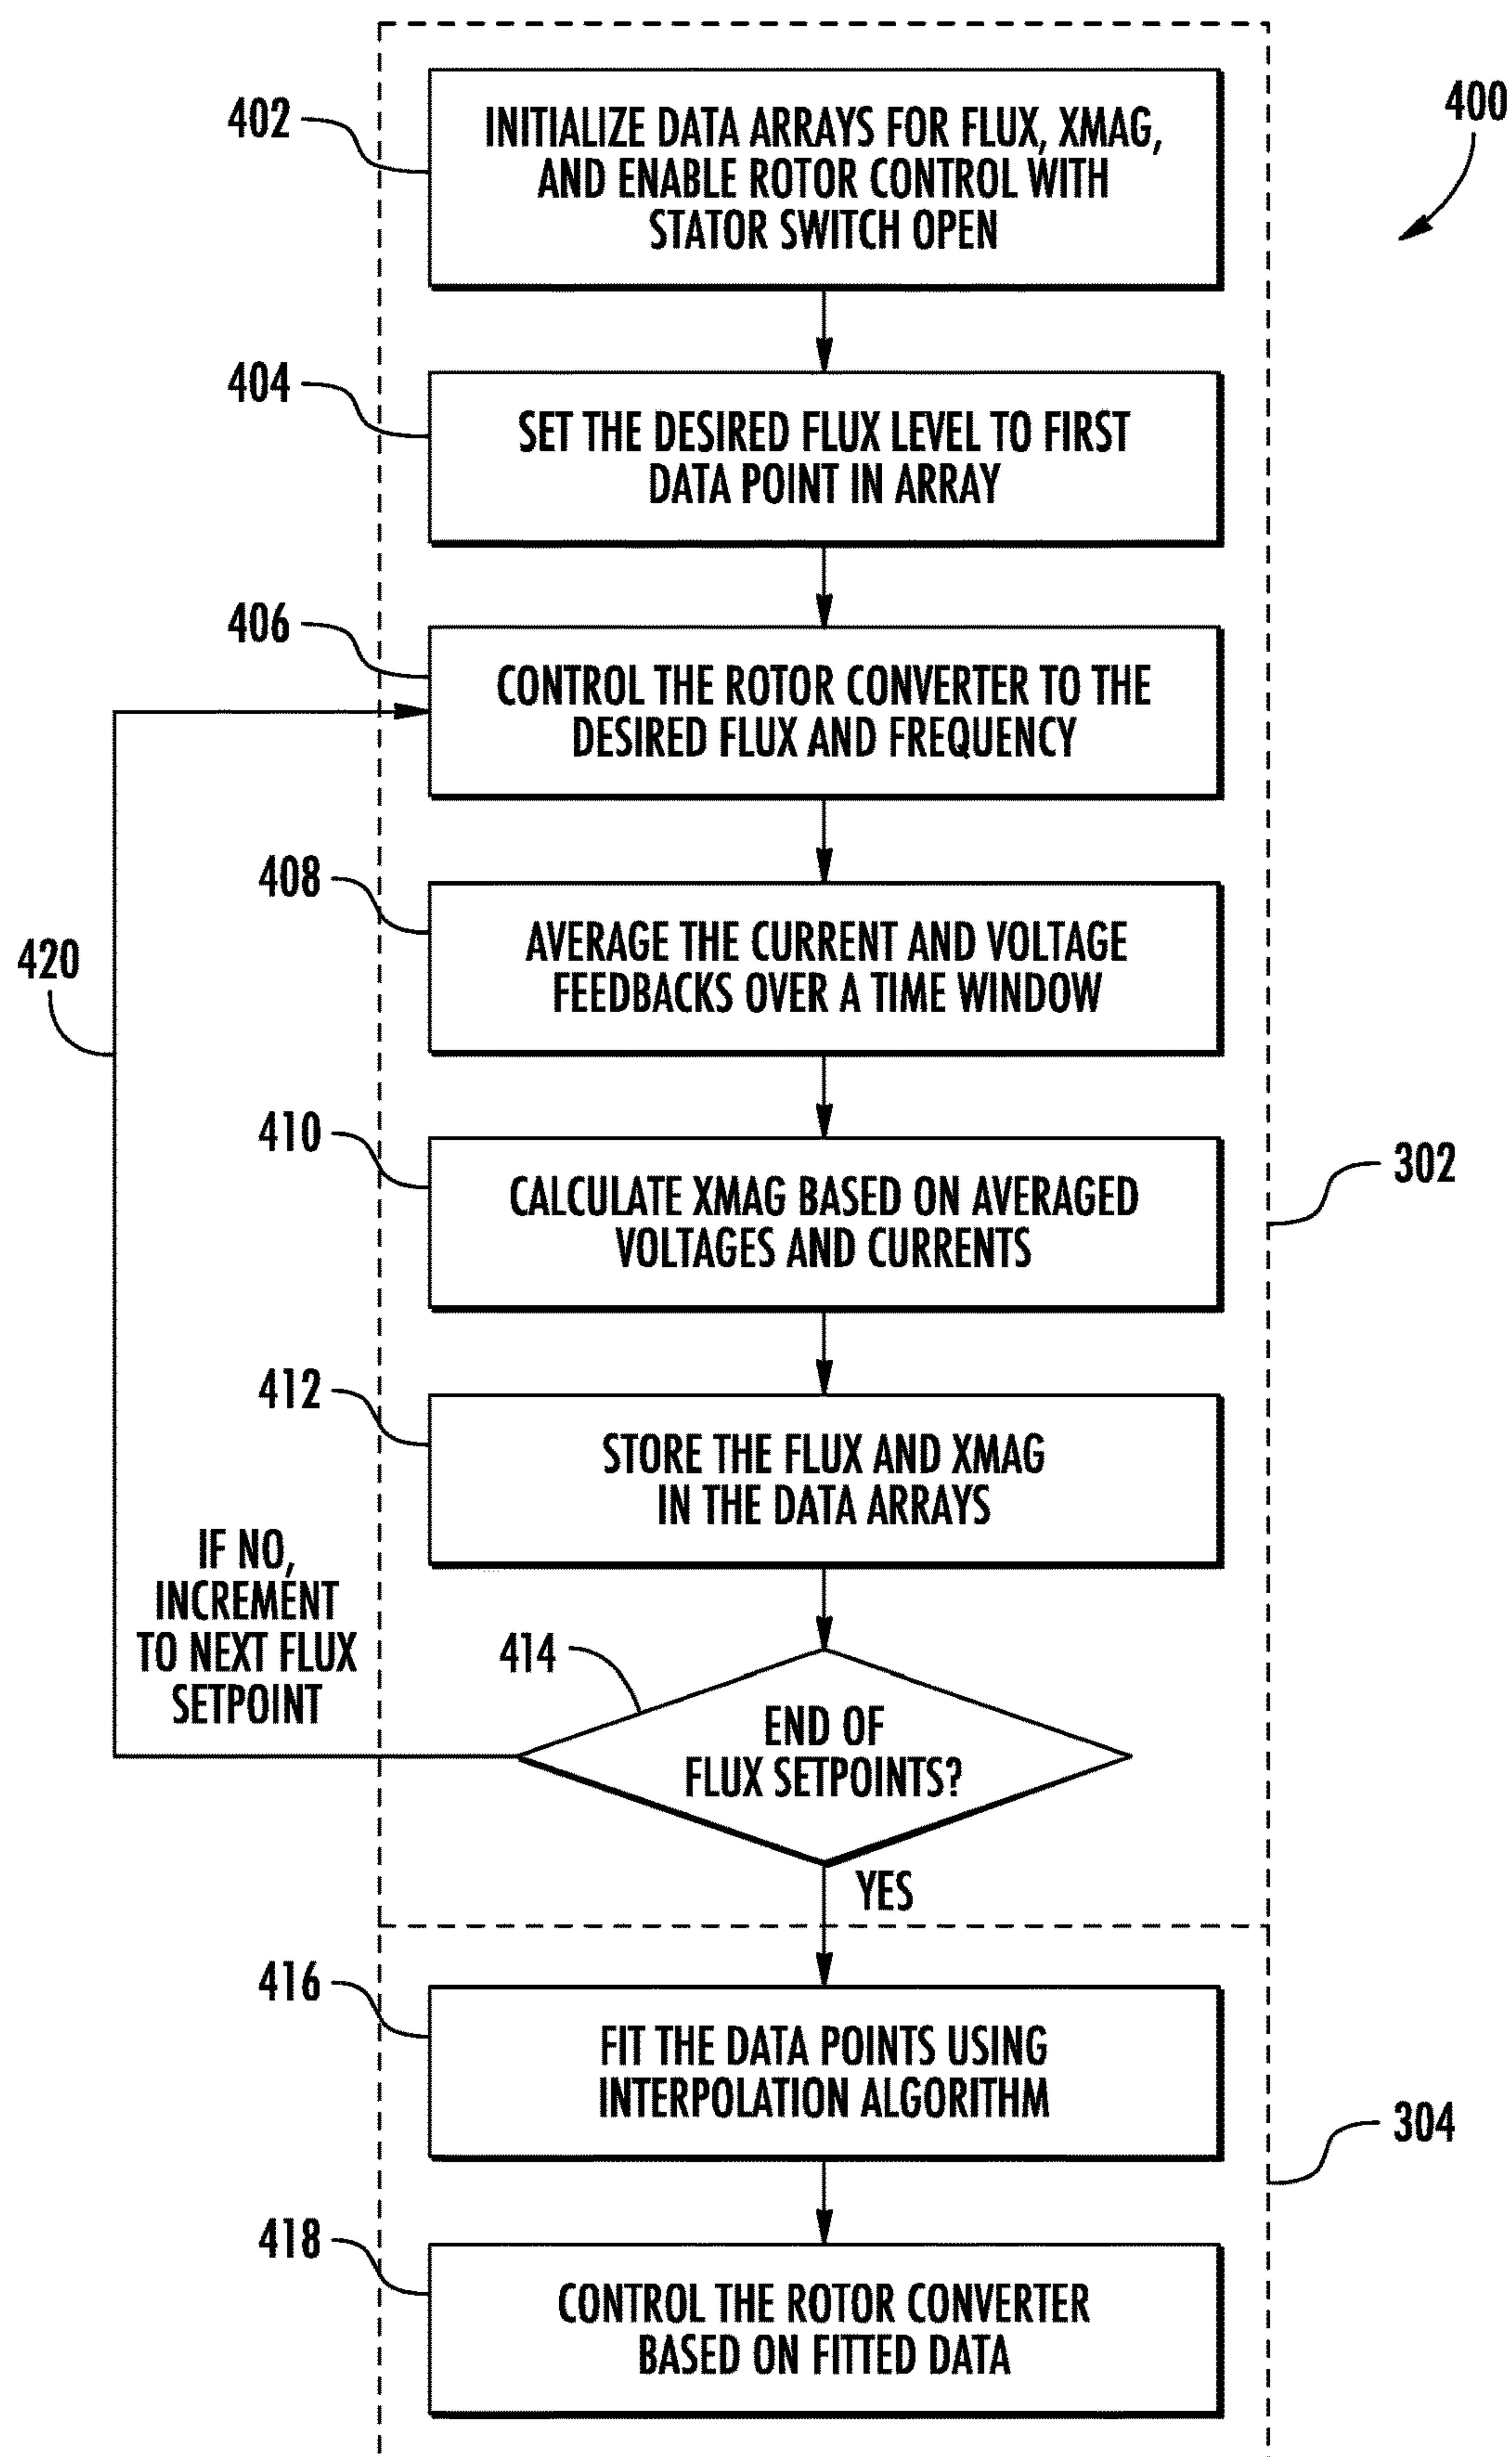 400
402
INITIALIZE DATA ARRAYS FOR FLUX, XMAG,
AND ENABLE ROTOR CONTROL WITH
STATOR SWITCH OPEN
404
SET THE DESIRED FLUX LEVEL TO FIRST
DATA POINT IN ARRAY
406
CONTROL THE ROTOR CONVERTER TO THE
DESIRED FLUX AND FREQUENCY
408
AVERAGE THE CURRENT AND VOLTAGE
FEEDBACKS OVER A TIME WINDOW
420
410
CALCULATE XMAG BASED ON AVERAGED
VOLTAGES AND CURRENTS
302
412
STORE THE FLUX AND XMAG
IN THE DATA ARRAYS
IF NO,
INCREMENT
TO NEXT FLUX
SETPOINT
414
END OF
FLUX SETPOINTS?
YES
416
FIT THE DATA POINTS USING
INTERPOLATION ALGORITHM
304
418
CONTROL THE ROTOR CONVERTER
BASED ON FITTED DATA